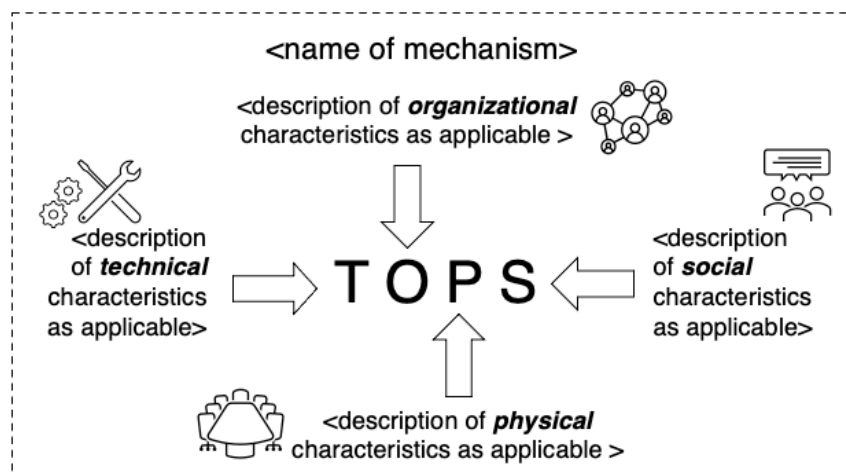 <name of mechanism>
<description of organizational
characteristics as applicable >
<description
of technical
characteristics
as applicable>
T O P S
<description
of social
characteristics
as applicable>
<description of physical
characteristics as applicable >